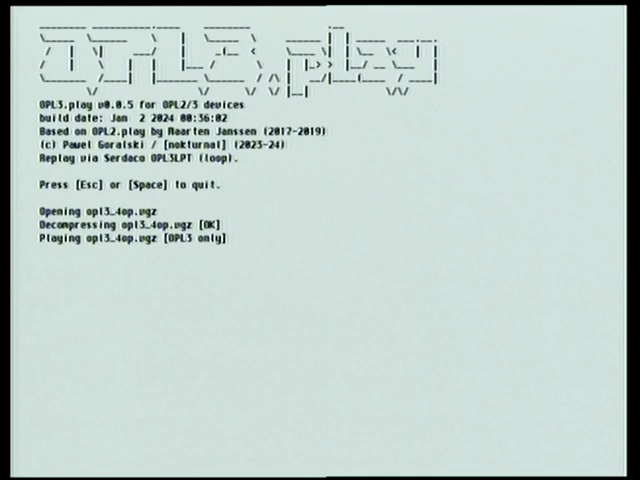 OPL3.play
OPL3.play v0.0.5 for OPL2/3 devices
build date: Jan  2 2024 00:36:02
Based on OPL2.play by Maarten Janssen (2017-2019)
(c) Pawel Goralski / [nokturnal] (2023-24)
Replay via Serdaco OPL3LPT (loop).
Press [Esc] or [Space] to quit.
Opening opl3_4op.vgz
Decompressing opl3_4op.vgz [OK]
Playing opl3_4op.vgz [OPL3 only]